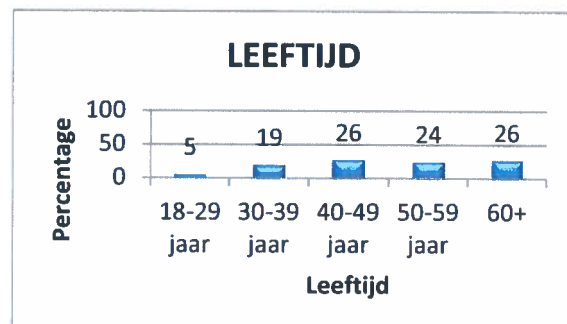 LEEFTIJD
Percentage
100
50
0
5 19 26 24 26
18-29 30-39 40-49 50-59 60+
jaar jaar jaar jaar
Leeftijd